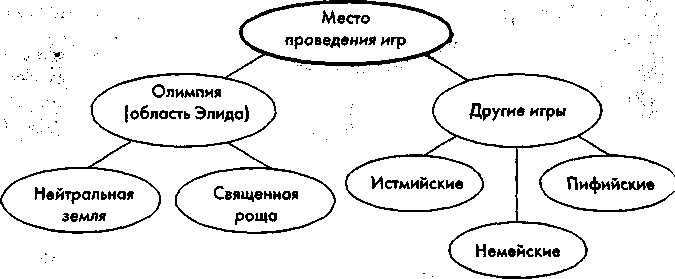 Место
проведения игр
Олимпия
(область Элида)
Другие игры
Нейтральная
земля
Священная
роща
Истмийские
Пифийские
Немейские